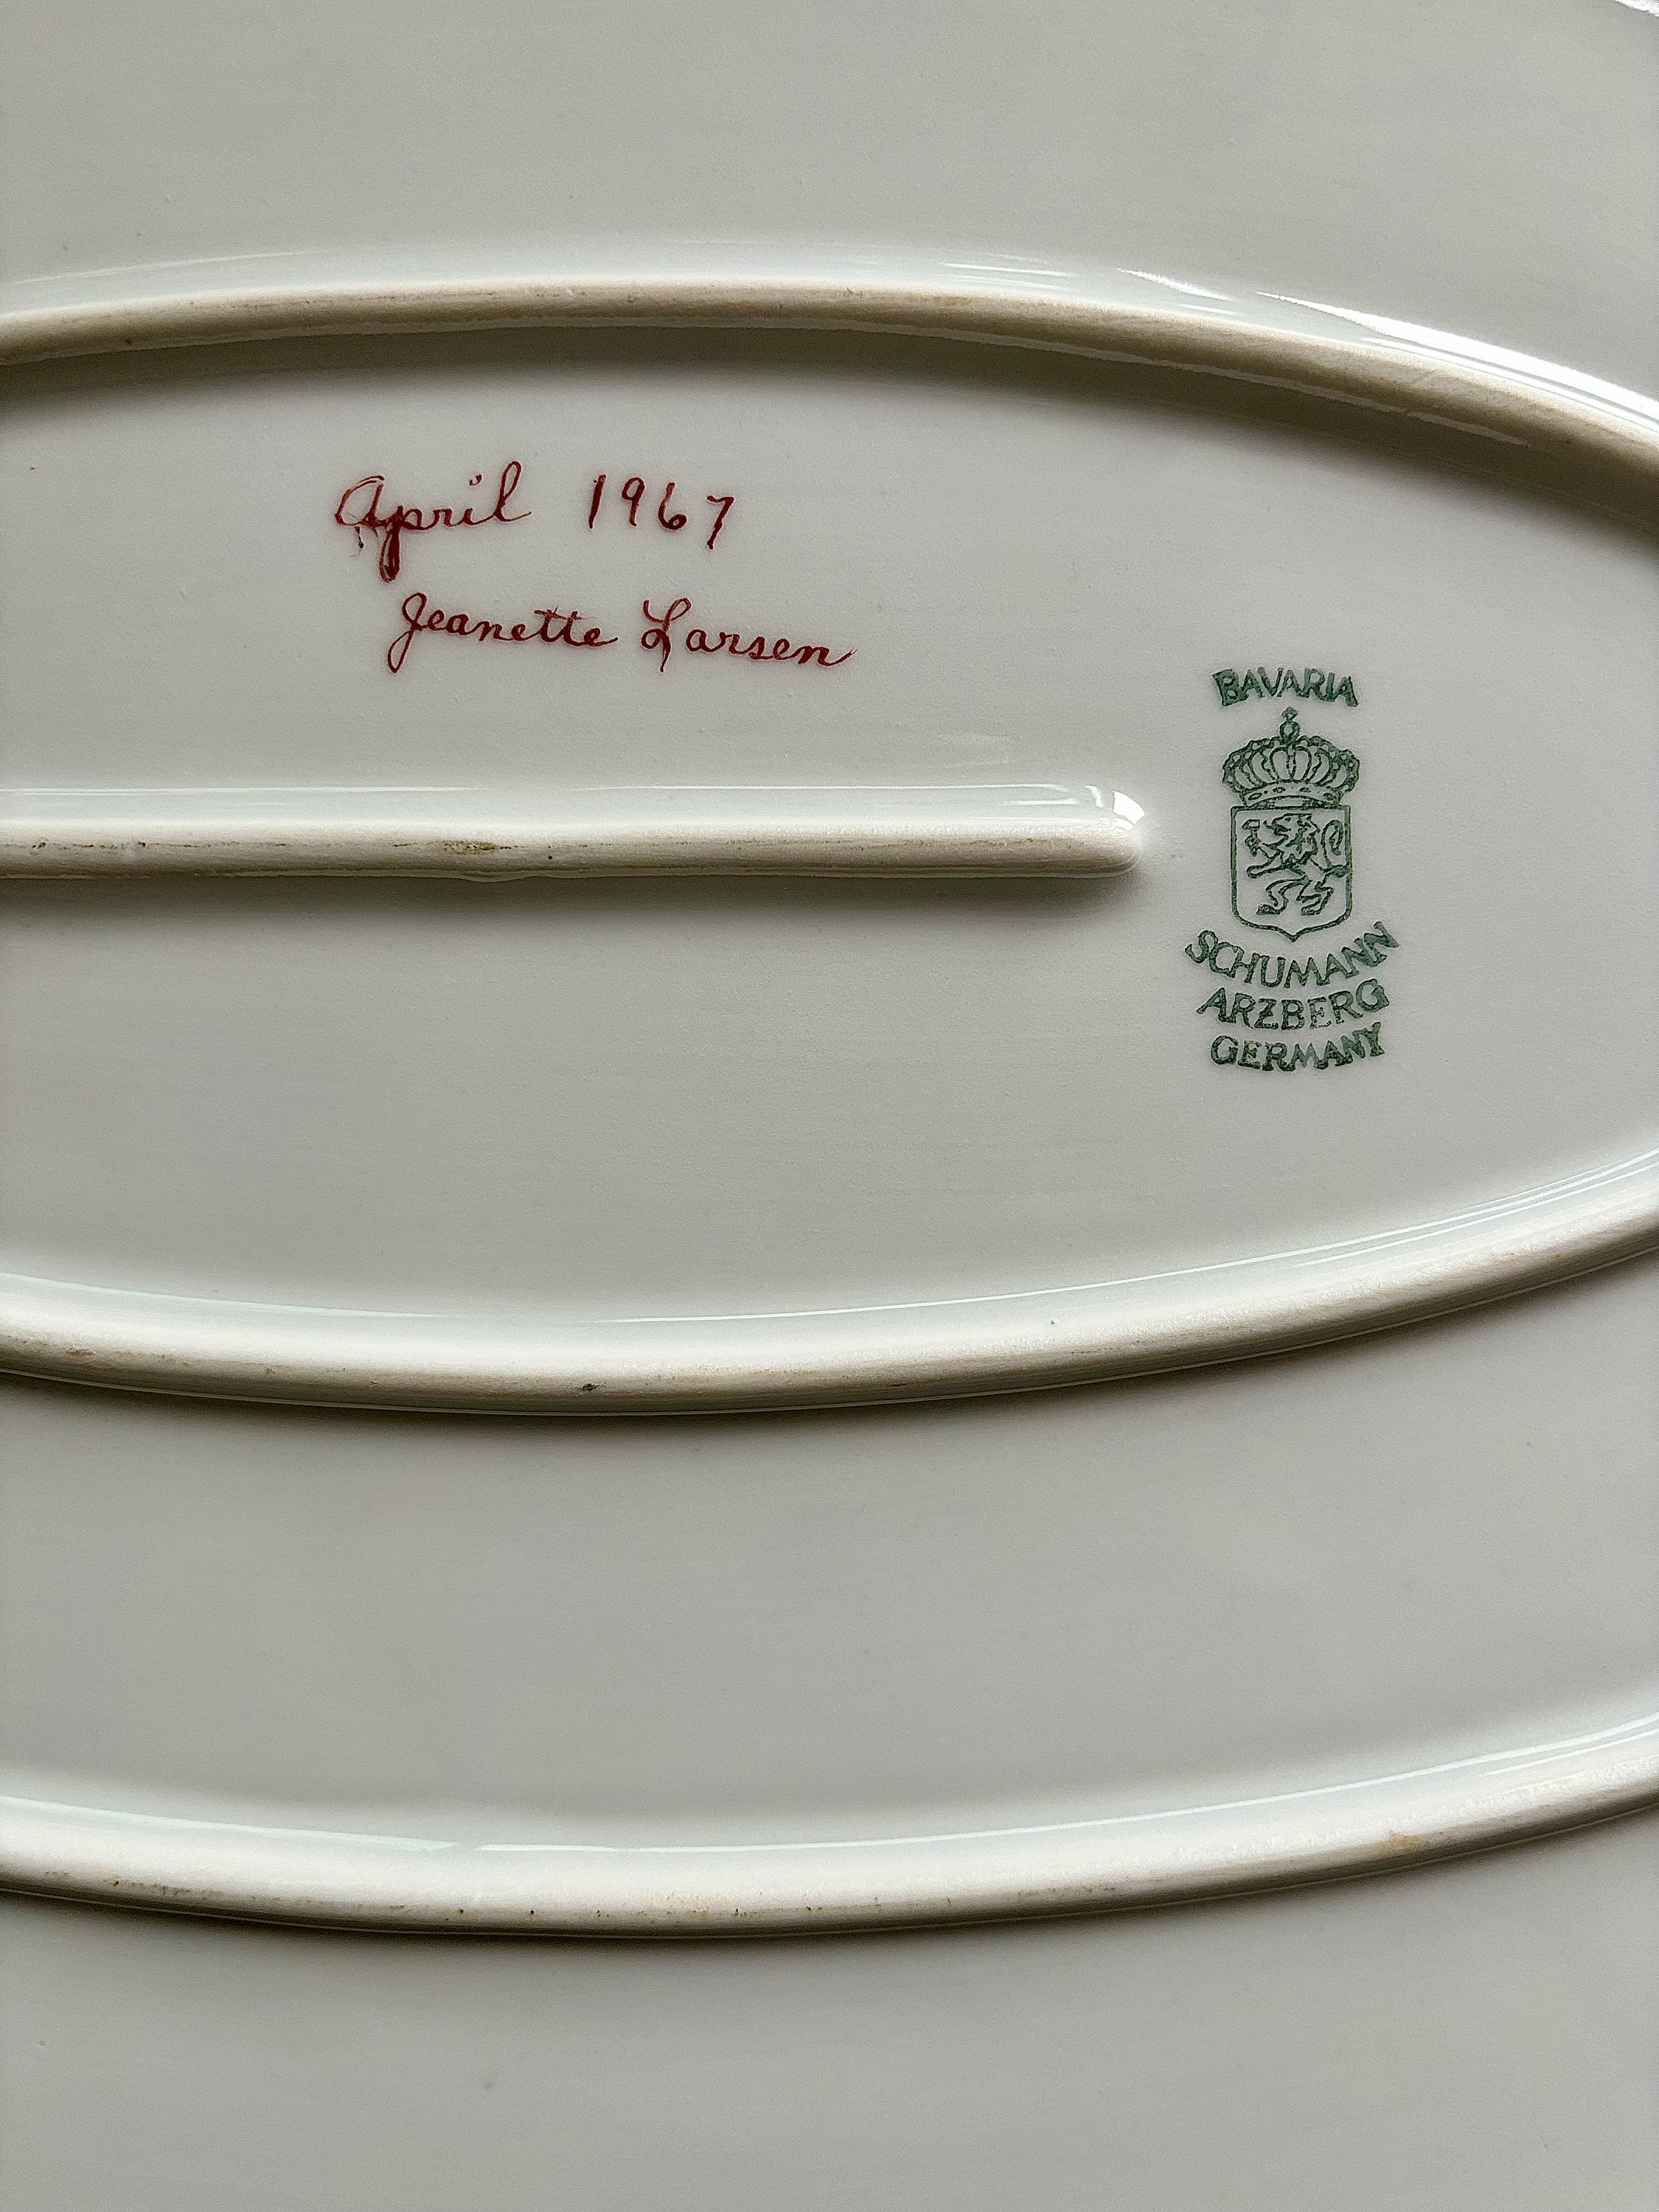 April 1967
Jeanette Larsen
BAVARIA
SCHUMANN
ARZBERG
GERMANY